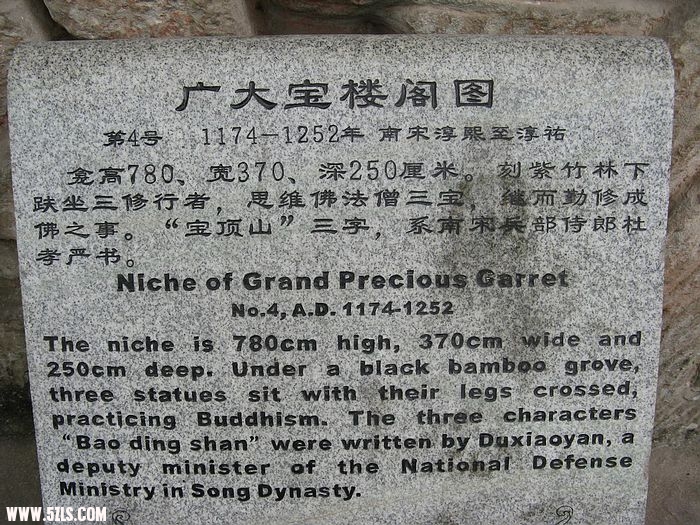 广大宝楼阁图
第4号 1174—1252年 南宋淳熙至淳祐
龛高780、宽370、深250厘米。刻紫竹林下
趺坐三修行者，思维佛法僧三宝，继而勤修成
佛之事。“宝顶山”三字，系南宋兵部侍郎杜
孝严书。
Niche of Grand Precious Garret
No.4, A.D. 1174-1252
The niche is 780cm high, 370cm wide and
250cm deep. Under a black bamboo grove,
three statues sit with their legs crossed,
practicing Buddhism. The three characters
“Bao ding shan” were written by Duxiaoyan, a
deputy minister of the National Defense
Ministry in Song Dynasty.
WWW.5ZLS.COM